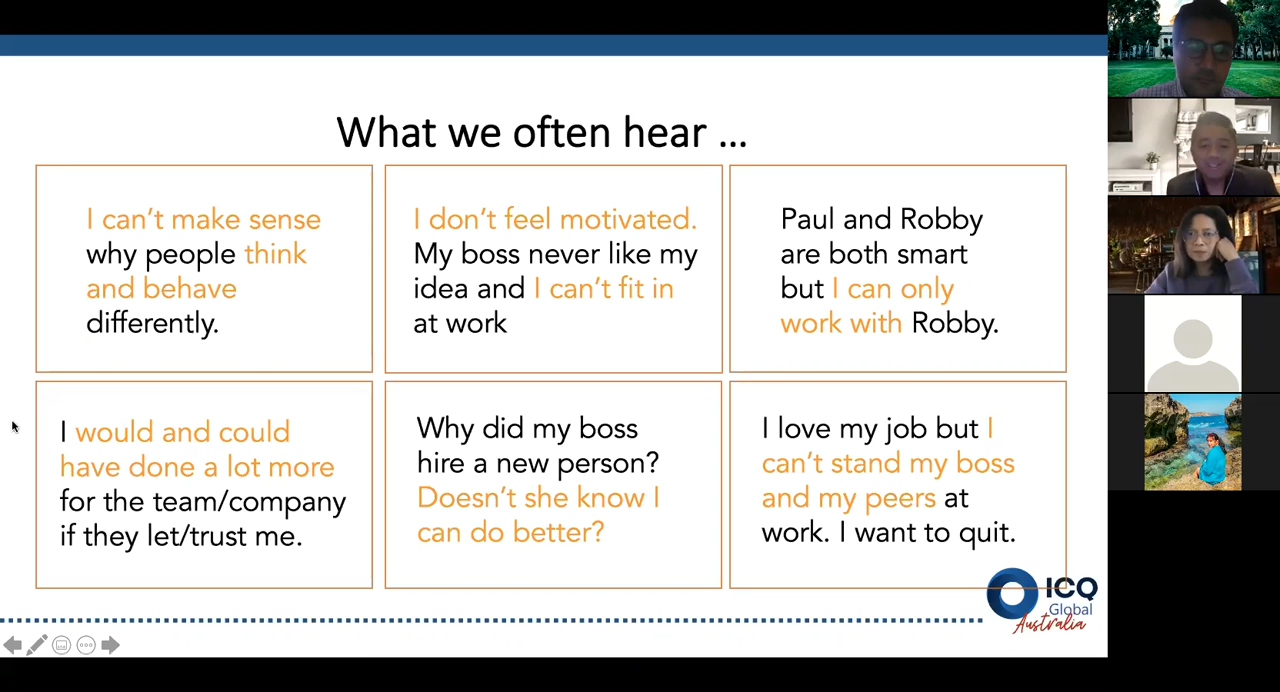 What we often hear ...
I can't make sense
why people think
and behave
differently.
I don't feel motivated.
My boss never like my
idea and I can't fit in
at work
Paul and Robby
are both smart
but I can only
work with Robby.
I would and could
have done a lot more
for the team/company
if they let/trust me.
Why did my boss
hire a new person?
Doesn't she know I
can do better?
I love my job but I
can't stand my boss
and my peers at
work. I want to quit.
ICQ
Global
Australia